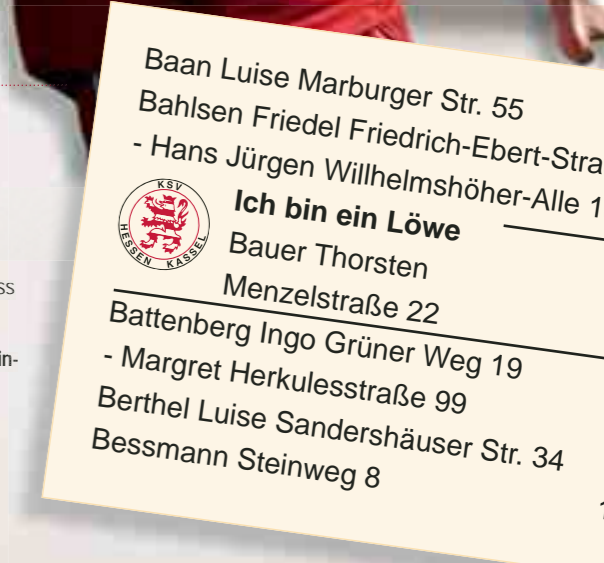 Baan Luise Marburger Str. 55
Bahlsen Friedel Friedrich-Ebert-Stra
- Hans Jürgen Willhelmshöher-Alle 1
KSV
HESSEN KASSEL
Ich bin ein Löwe
Bauer Thorsten
Menzelstraße 22
Battenberg Ingo Grüner Weg 19
- Margret Herkulesstraße 99
Berthel Luise Sandershäuser Str. 34
Bessmann Steinweg 8
ss
in-